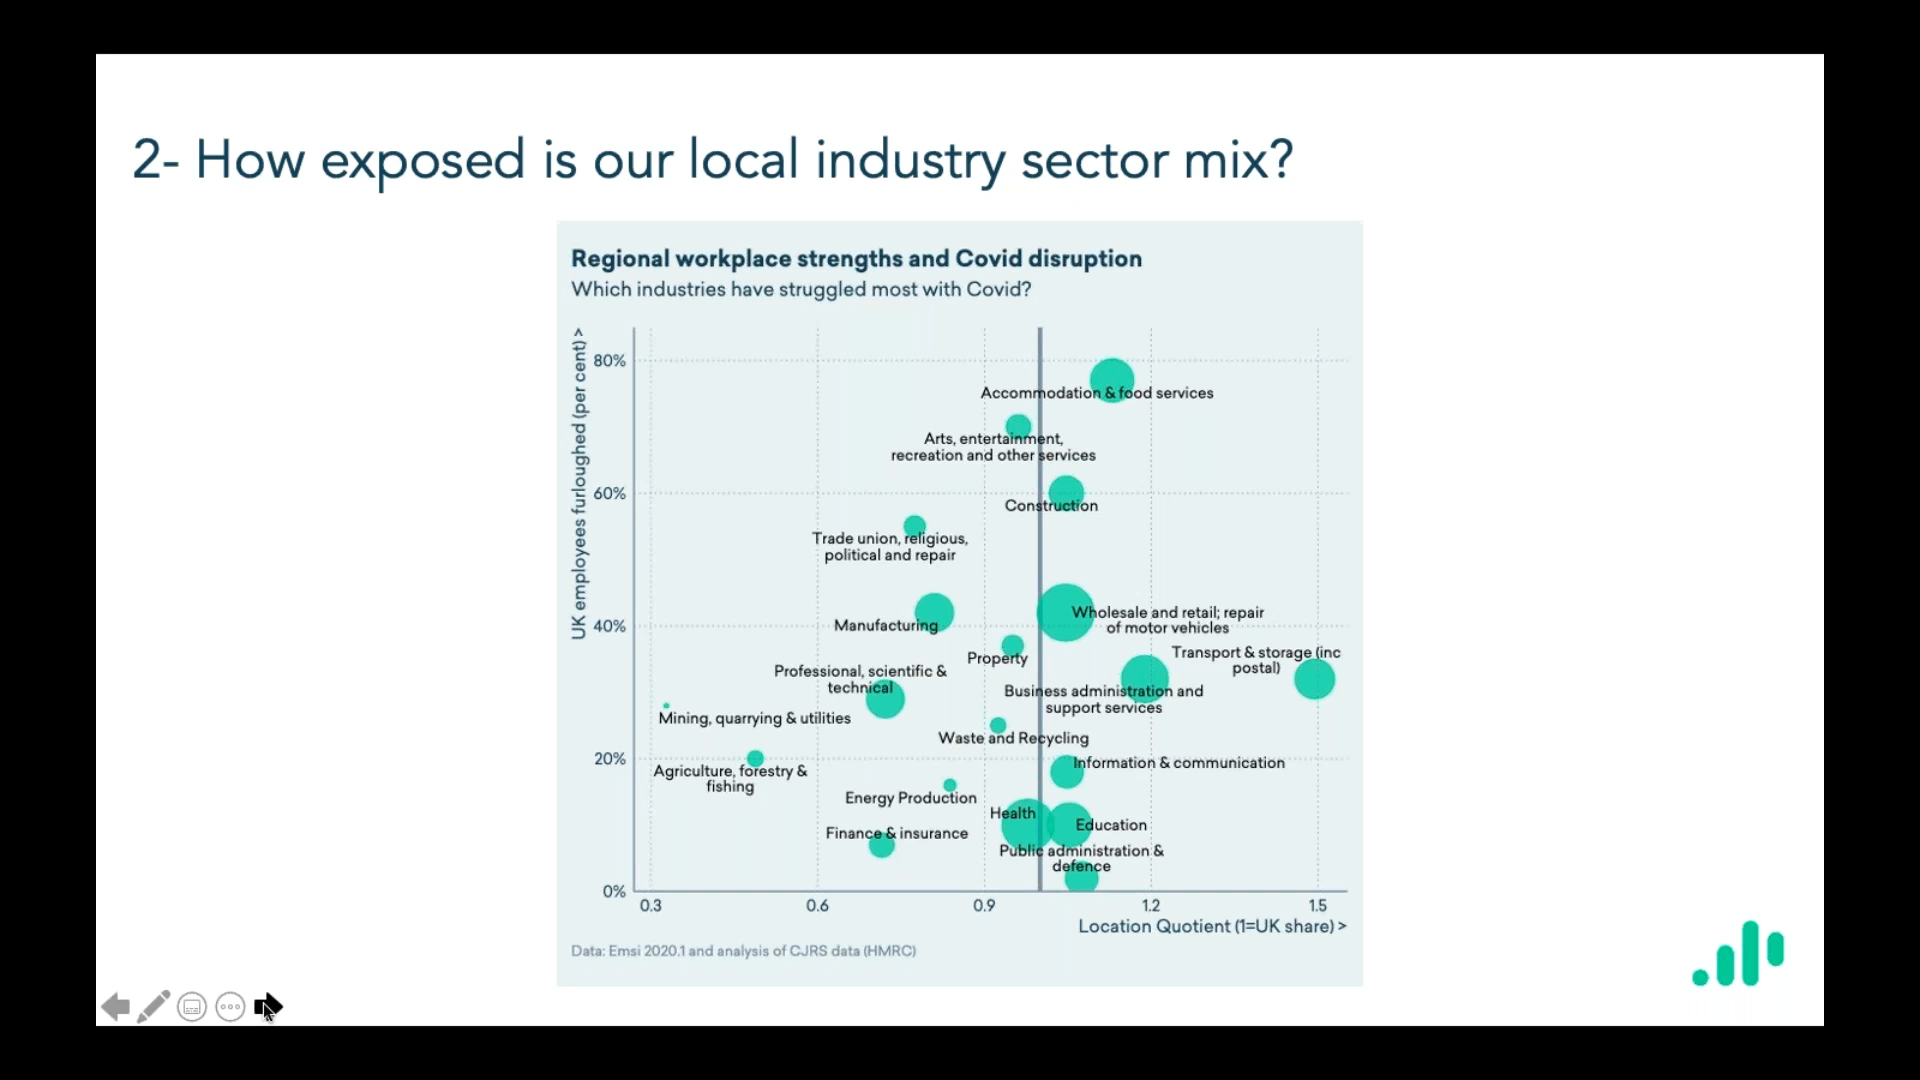 2- How exposed is our local industry sector mix?
Regional workplace strengths and Covid disruption
Which industries have struggled most with Covid?
UK employees furloughed (per cent) >
80%
60%
40%
20%
0%
Accommodation & food services
Arts, entertainment,
recreation and other services
Construction
Trade union, religious,
political and repair
Manufacturing
Wholesale and retail; repair
of motor vehicles
Property
Transport & storage (inc
postal)
Professional, scientific &
technical
Business administration and
support services
Mining, quarrying & utilities
Waste and Recycling
Information & communication
Agriculture, forestry &
fishing
Energy Production
Health
Education
Finance & insurance
Public administration &
defence
0.3
0.6
0.9
1.2
1.5
Location Quotient (1=UK share) >
Data: Emsi 2020.1 and analysis of CJRS data (HMRC)